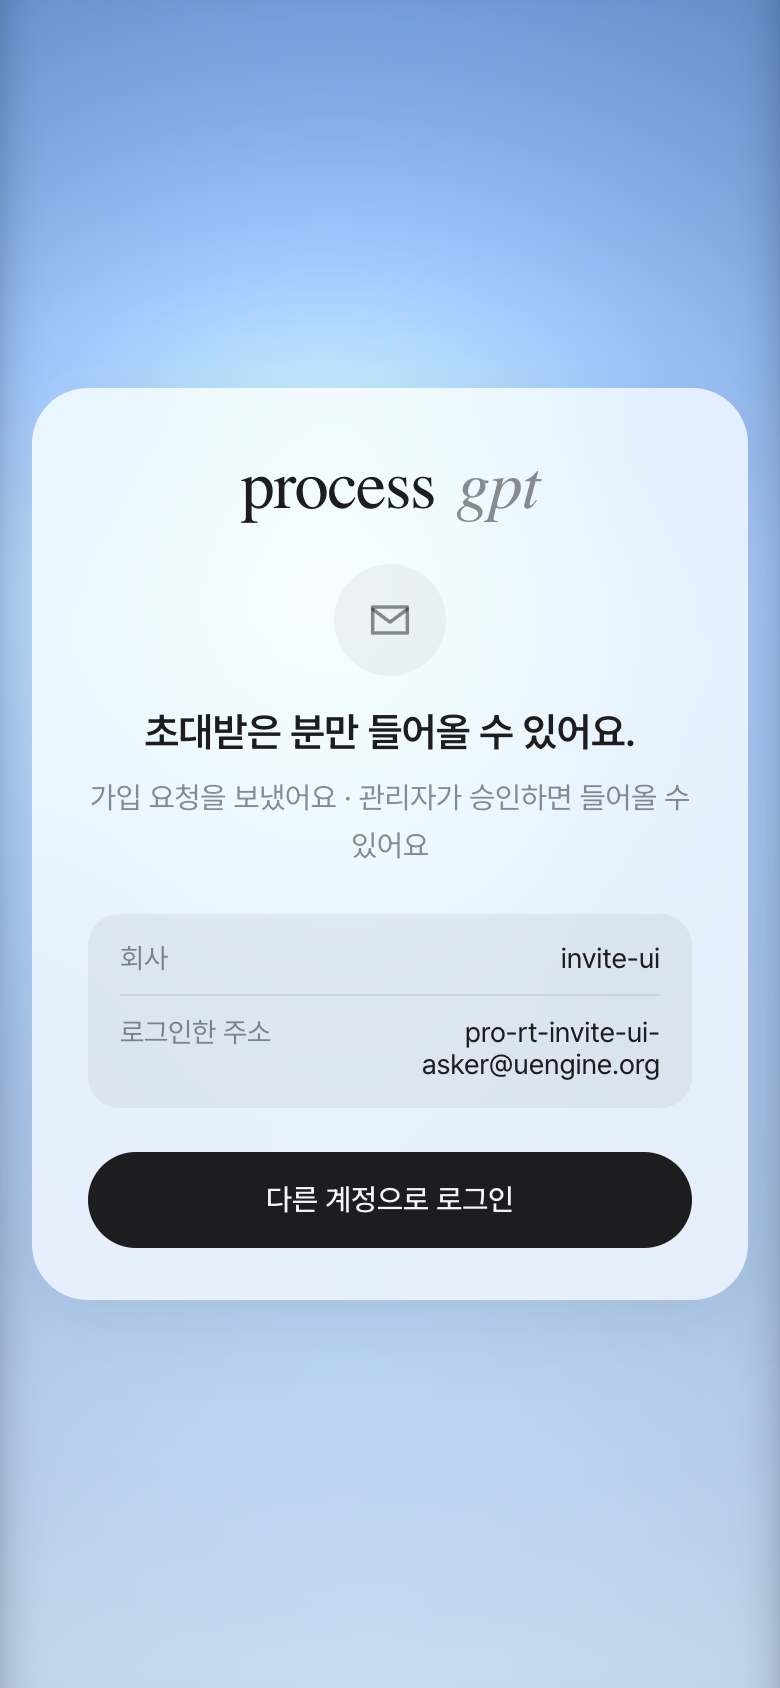 process gpt
초대받은 분만 들어올 수 있어요.
가입 요청을 보냈어요 · 관리자가 승인하면 들어올 수
있어요
회사 invite-ui
로그인한 주소 pro-rt-invite-ui-
asker@uengine.org
다른 계정으로 로그인